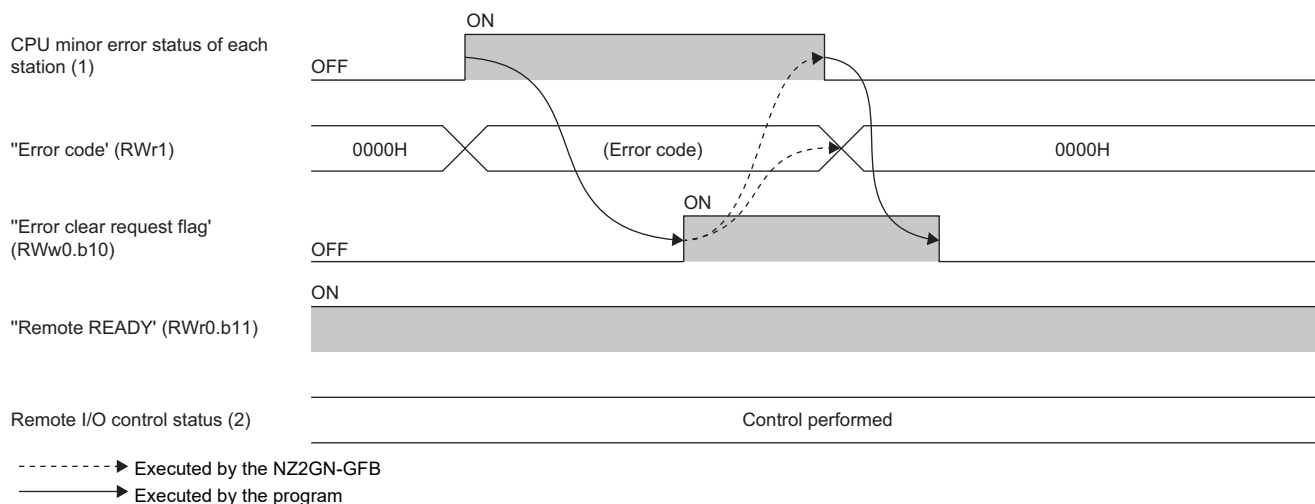 ON
CPU minor error status of each
station (1)
OFF
"Error code' (RWr1)
0000H
(Error code)
0000H
ON
"Error clear request flag'
(RWw0.b10)
OFF
ON
"Remote READY' (RWr0.b11)
Remote I/O control status (2)
Control performed
Executed by the NZ2GN-GFB
Executed by the program